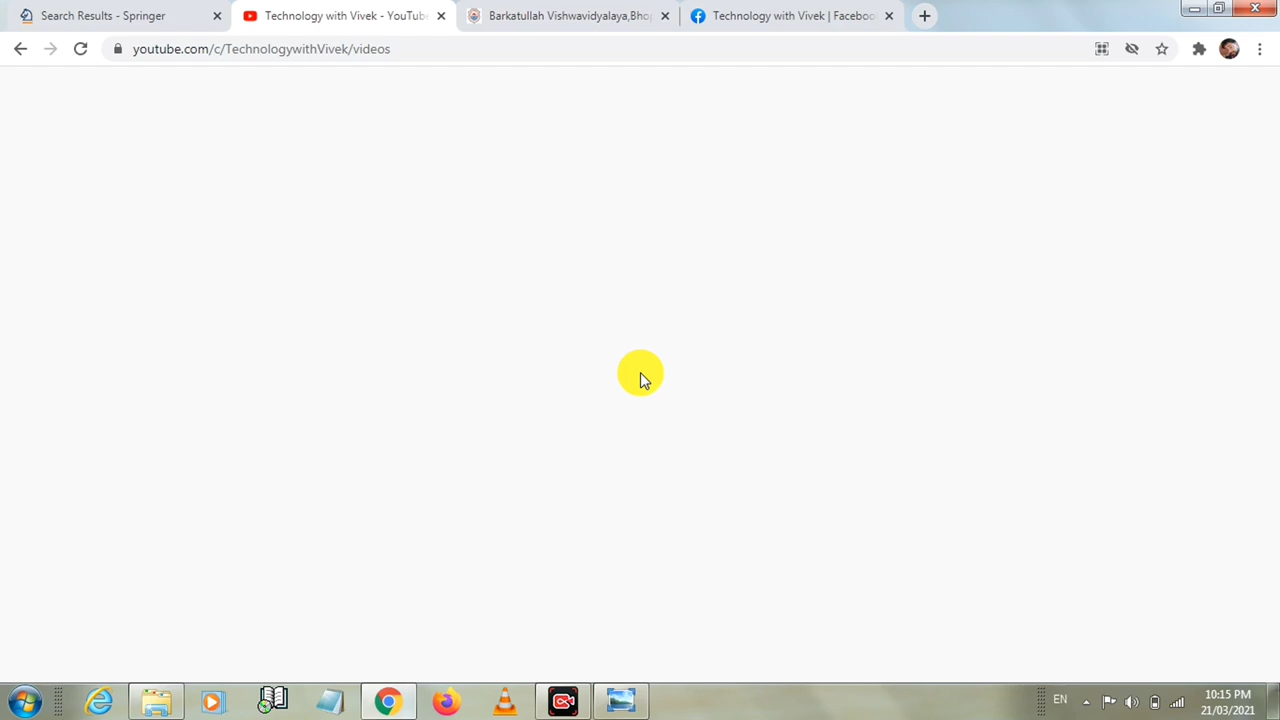 Search Results - Springer
Technology with Vivek - YouTube
Barkatullah Vishwavidyalaya,Bhop
Technology with Vivek | Facebook
youtube.com/c/TechnologywithVivek/videos
EN
10:15 PM
21/03/2021